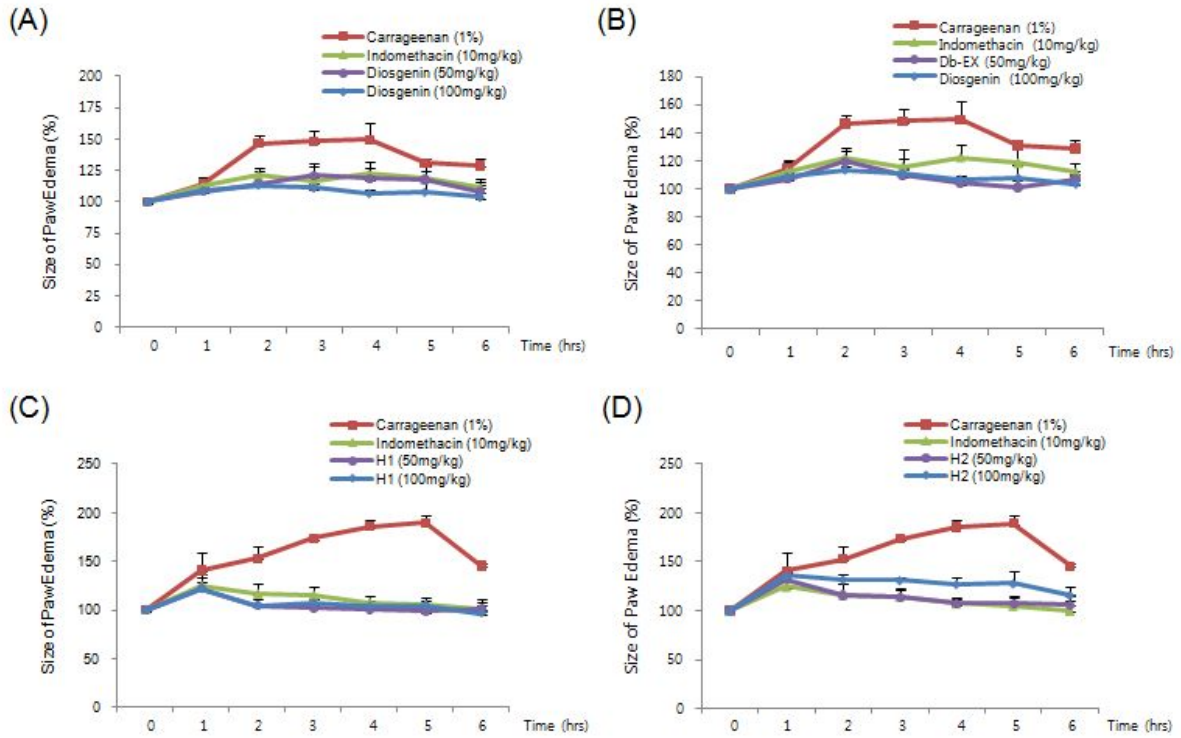 (A)
Carrageenan (1%)
Indomethacin (10mg/kg)
Diosgenin (50mg/kg)
Diosgenin (100mg/kg)
Size of PawEdema (%)
200
175
150
125
100
75
50
25
0
0 1 2 3 4 5 6 Time (hrs)
(B)
Carrageenan (1%)
Indomethacin (10mg/kg)
Db-EX (50mg/kg)
Diosgenin (100mg/kg)
Size of Paw Edema (%)
180
160
140
120
100
80
60
40
20
0
0 1 2 3 4 5 6 Time (hrs)
(C)
Carrageenan (1%)
Indomethacin (10mg/kg)
H1 (50mg/kg)
H1 (100mg/kg)
Size of PawEdema (%)
250
200
150
100
50
0
0 1 2 3 4 5 6 Time (hrs)
(D)
Carrageenan (1%)
Indomethacin (10mg/kg)
H2 (50mg/kg)
H2 (100mg/kg)
Size of Paw Edema (%)
250
200
150
100
50
0
0 1 2 3 4 5 6 Time (hrs)